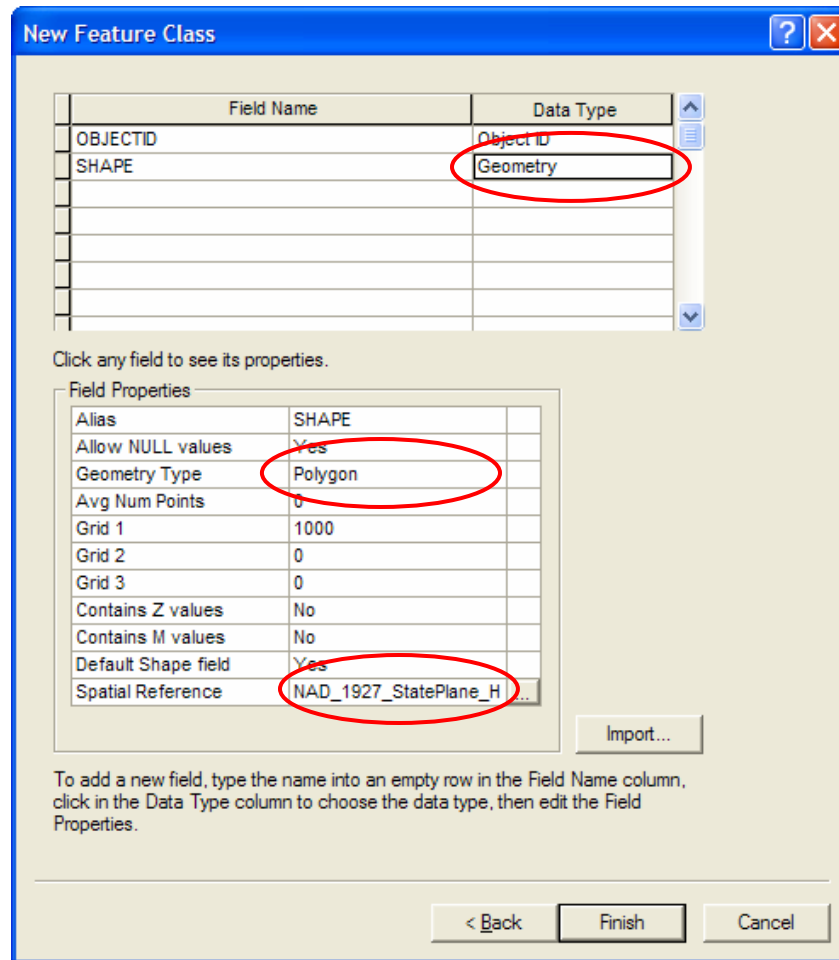 New Feature Class
Field Name Data Type
OBJECTID Object ID
SHAPE Geometry
Click any field to see its properties.
Field Properties
Alias SHAPE
Allow NULL values Yes
Geometry Type Polygon
Avg Num Points 0
Grid 1 1000
Grid 2 0
Grid 3 0
Contains Z values No
Contains M values No
Default Shape field Yes
Spatial Reference NAD_1927_StatePlane_H ...
Import...
To add a new field, type the name into an empty row in the Field Name column,
click in the Data Type column to choose the data type, then edit the Field
Properties.
< Back Finish Cancel